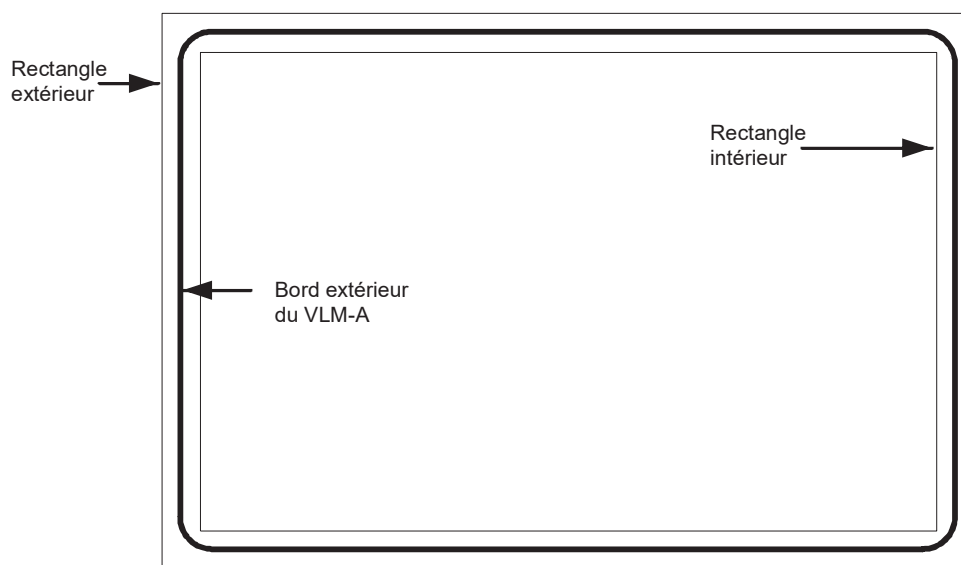 Rectangle
extérieur
Rectangle
intérieur
Bord extérieur
du VLM-A